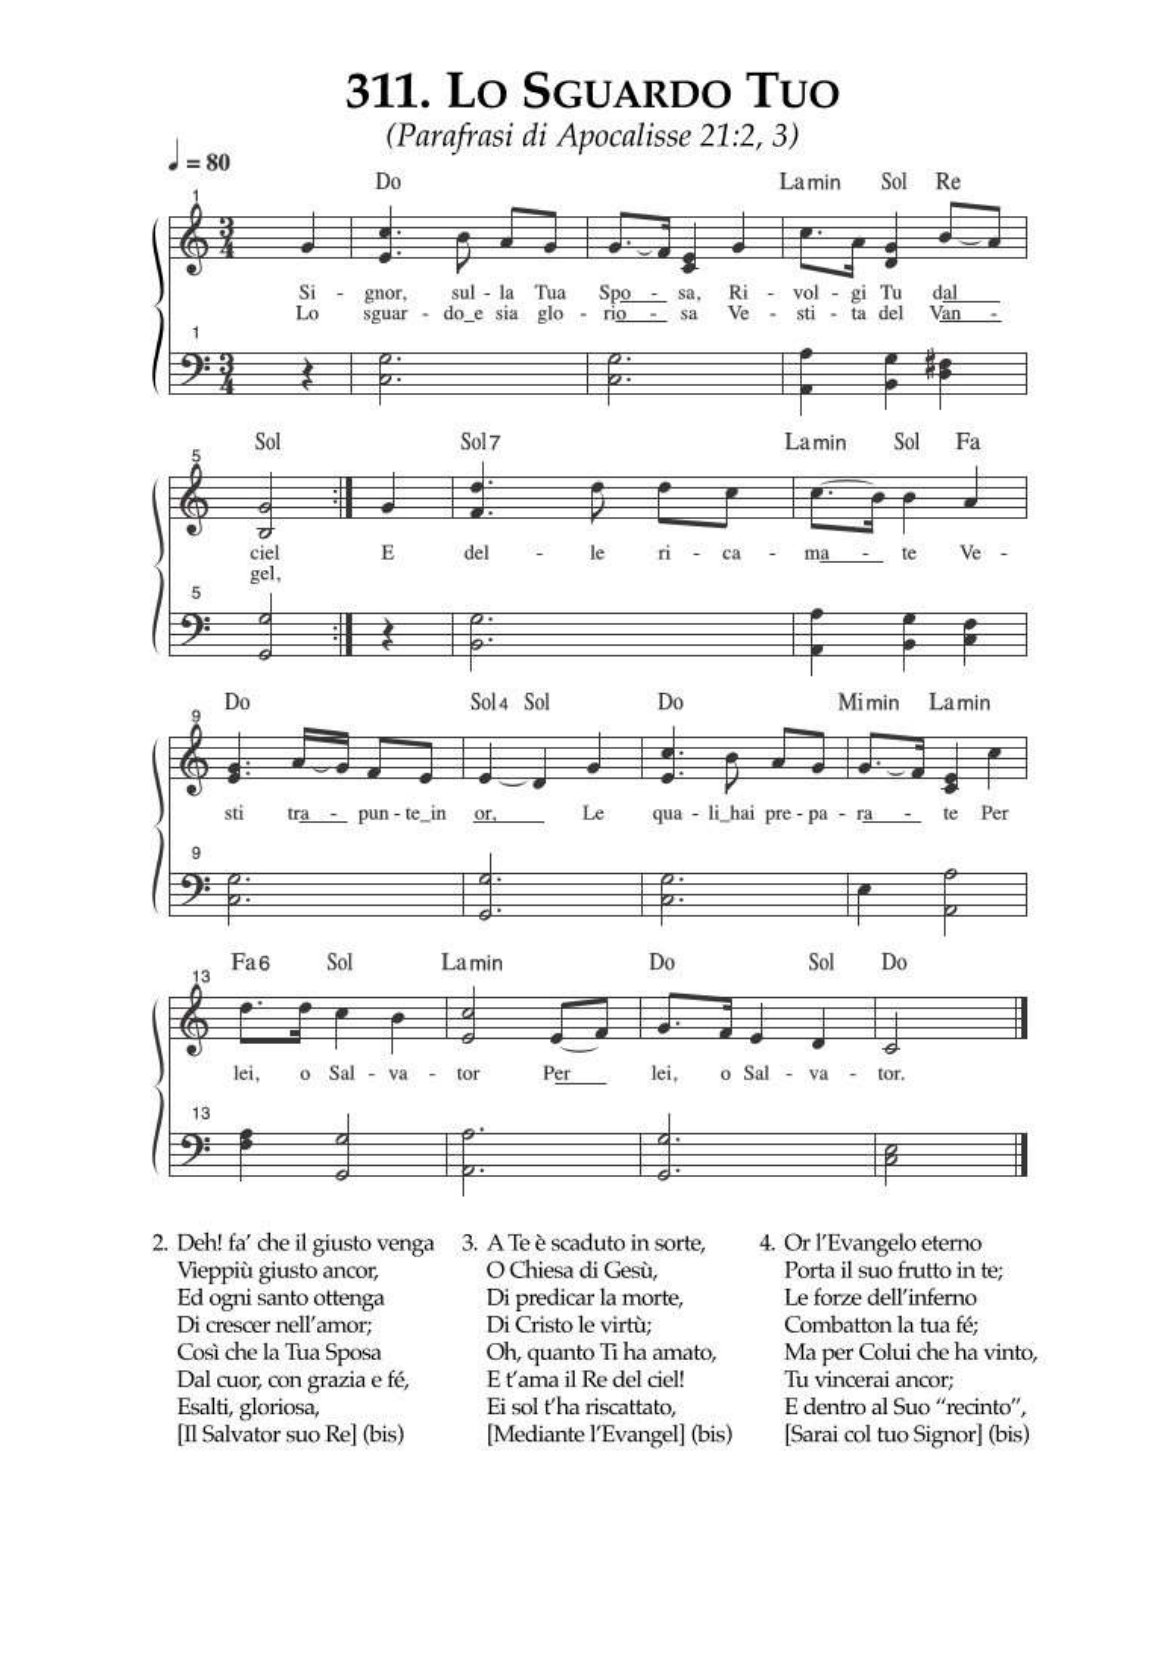 311. Lo Sguardo Tuo
(Parafrasi di Apocalisse 21:2, 3)
♩ = 80
Do Lamin Sol Re
1
3 4
Si - gnor, sul - la Tua Spo - sa, Ri - vol - gi Tu dal
Lo sguar - do_e sia glo - rio - sa Ve - sti - ta del Van -
1
3 4
Sol Sol7 Lamin Sol Fa
5
ciel E del - le ri - ca - ma - te Ve -
gel,
5
Do Sol4 Sol Do Mimin Lamin
9
sti tra - pun - te_in or, Le qua - li_hai pre - pa - ra - te Per
9
Fa6 Sol Lamin Do Sol Do
13
lei, o Sal - va - tor Per lei, o Sal - va - tor.
13
2. Deh! fa’ che il giusto venga
Vieppiù giusto ancor,
Ed ogni santo ottenga
Di crescer nell’amor;
Così che la Tua Sposa
Dal cuor, con grazia e fé,
Esalti, gloriosa,
[Il Salvator suo Re] (bis)
3. A Te è scaduto in sorte,
O Chiesa di Gesù,
Di predicar la morte,
Di Cristo le virtù;
Oh, quanto Ti ha amato,
E t’ama il Re del ciel!
Ei sol t’ha riscattato,
[Mediante l’Evangel] (bis)
4. Or l’Evangelo eterno
Porta il suo frutto in te;
Le forze dell’inferno
Combatton la tua fé;
Ma per Colui che ha vinto,
Tu vincerai ancor;
E dentro al Suo “recinto”,
[Sarai col tuo Signor] (bis)